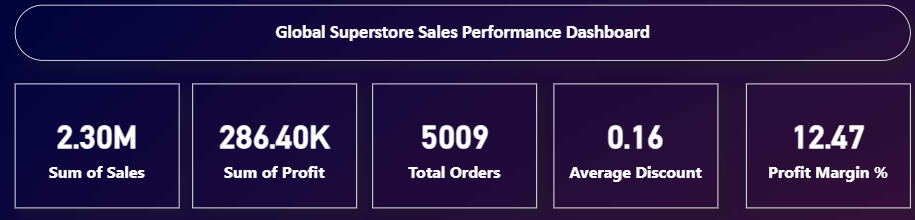 Global Superstore Sales Performance Dashboard
2.30M
Sum of Sales
286.40K
Sum of Profit
5009
Total Orders
0.16
Average Discount
12.47
Profit Margin %